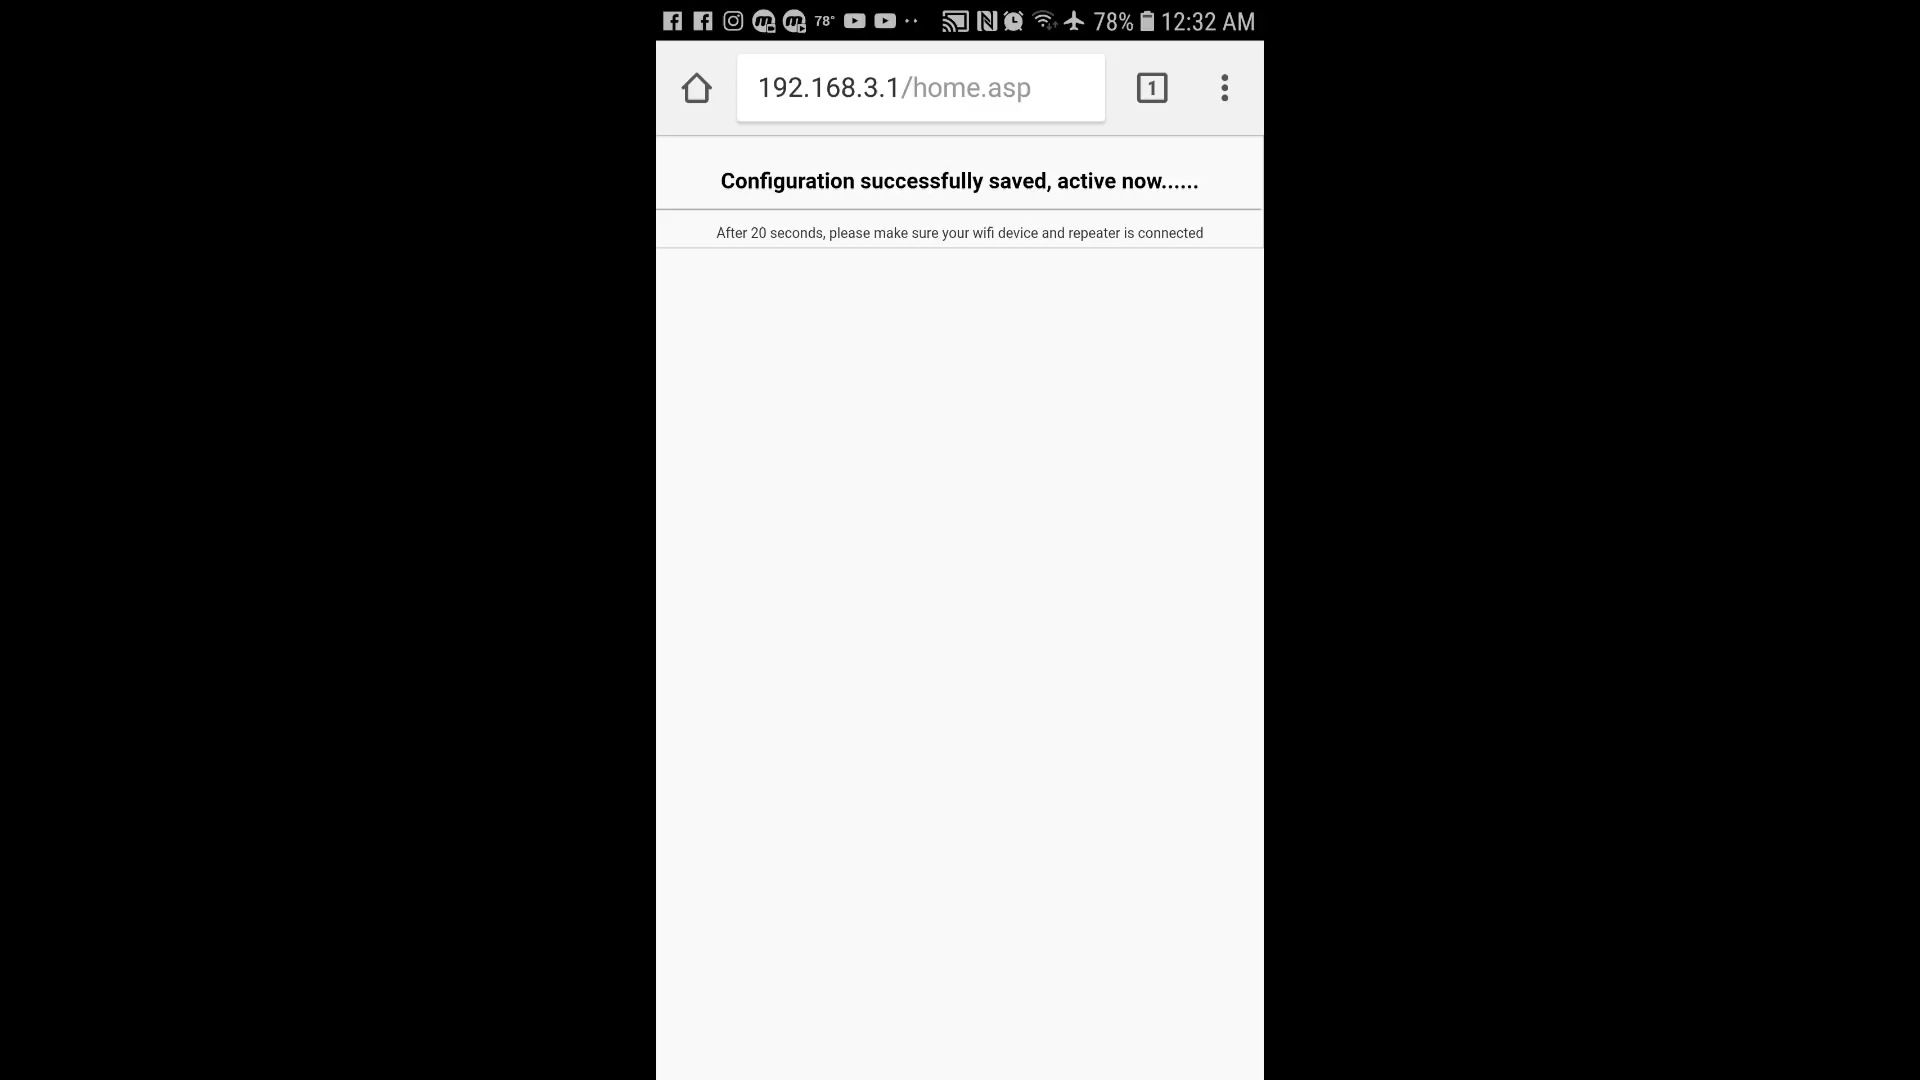 78° 78% 12:32 AM
192.168.3.1/home.asp 1
Configuration successfully saved, active now......
After 20 seconds, please make sure your wifi device and repeater is connected